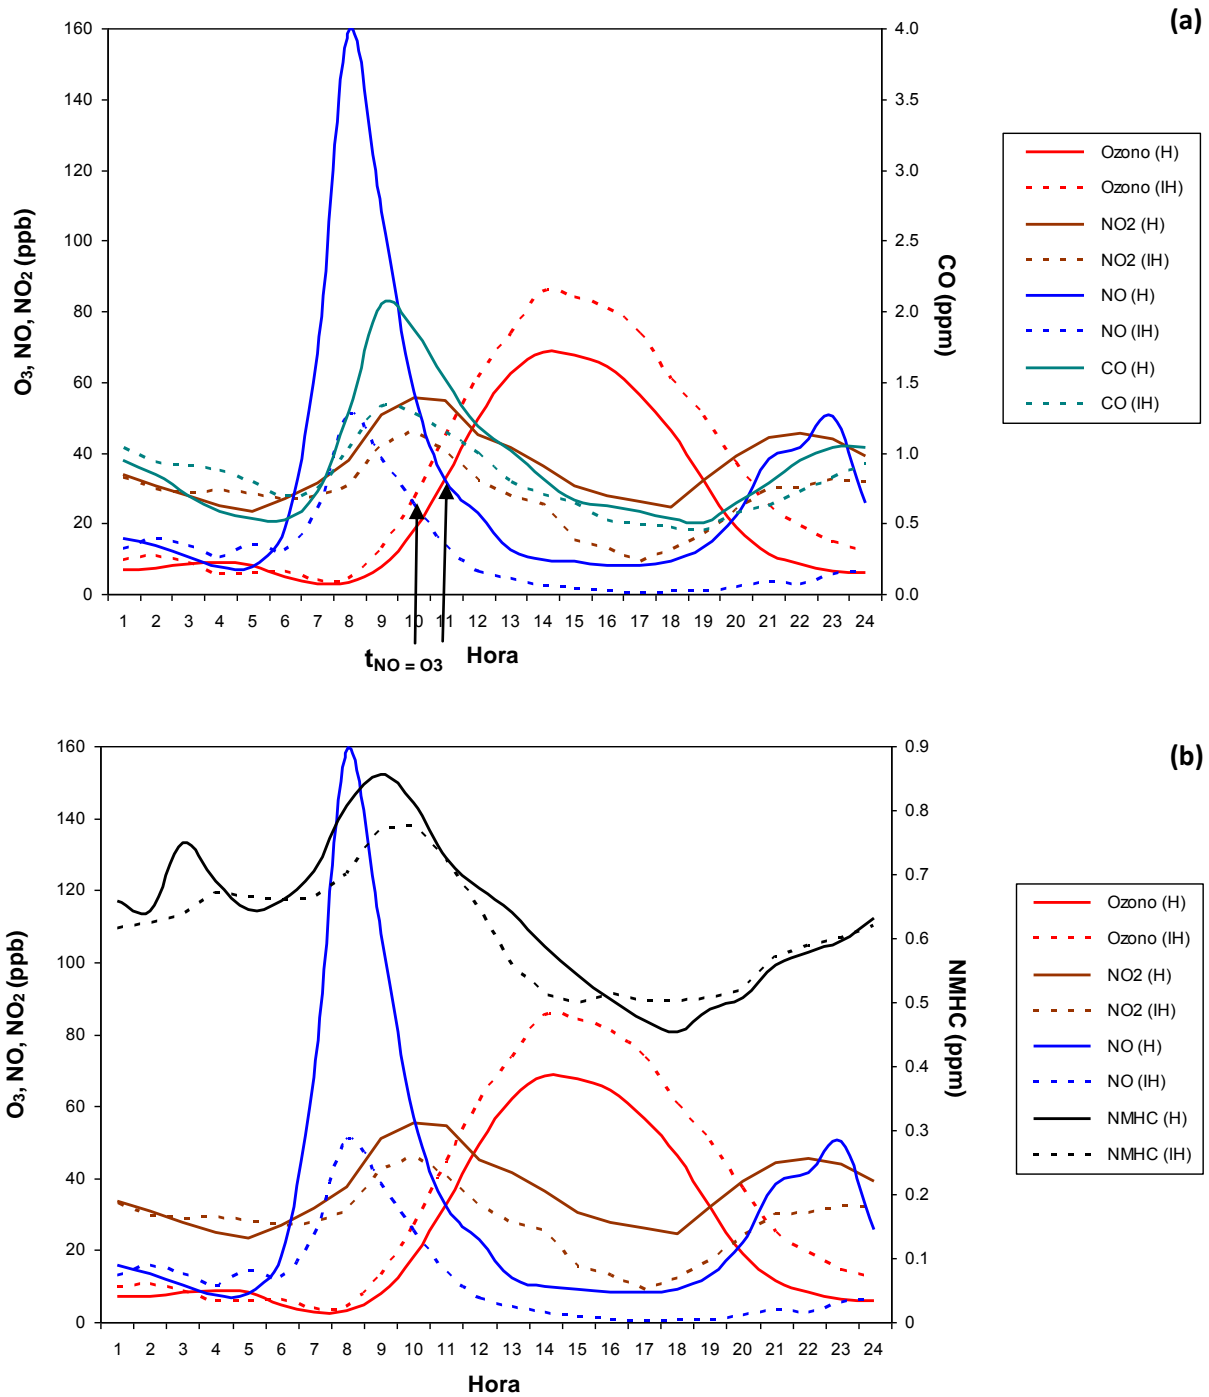 (a)
O3, NO, NO2 (ppb)
160
140
120
100
80
60
40
20
0
4.0
3.5
3.0
2.5
2.0
1.5
1.0
0.5
0.0
CO (ppm)
1 2 3 4 5 6 7 8 9 10 11 12 13 14 15 16 17 18 19 20 21 22 23 24
tNO = O3
Hora
Ozono (H)
Ozono (IH)
NO2 (H)
NO2 (IH)
NO (H)
NO (IH)
CO (H)
CO (IH)
(b)
O3, NO, NO2 (ppb)
160
140
120
100
80
60
40
20
0
0.9
0.8
0.7
0.6
0.5
0.4
0.3
0.2
0.1
0
NMHC (ppm)
1 2 3 4 5 6 7 8 9 10 11 12 13 14 15 16 17 18 19 20 21 22 23 24
Hora
Ozono (H)
Ozono (IH)
NO2 (H)
NO2 (IH)
NO (H)
NO (IH)
NMHC (H)
NMHC (IH)